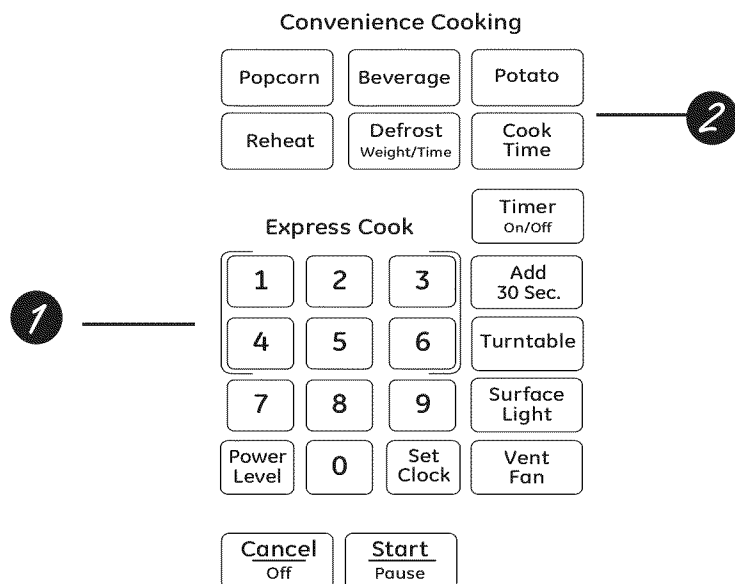 Convenience Cooking
Popcorn
Beverage
Potato
2
Reheat
Defrost
Weight/Time
Cook
Time
Timer
On/Off
Express Cook
1
2
3
Add
30 Sec.
1
4
5
6
Turntable
7
8
9
Surface
Light
Power
Level
0
Set
Clock
Vent
Fan
Cancel
Off
Start
Pause